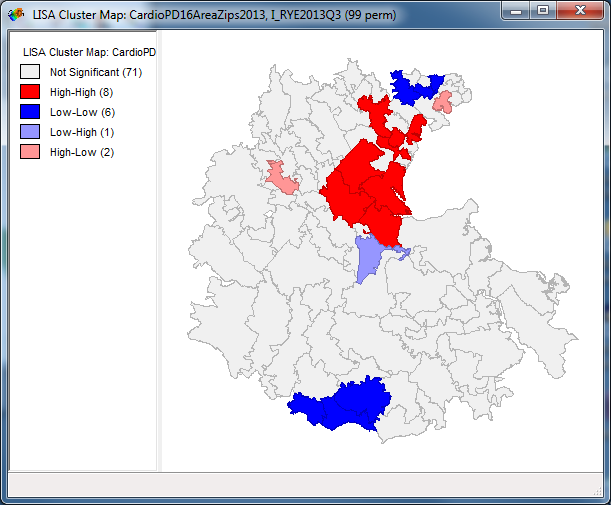 LISA Cluster Map: CardioPD16AreaZips2013, I_RYE2013Q3 (99 perm)
LISA Cluster Map: CardioPD
Not Significant (71)
High-High (8)
Low-Low (6)
Low-High (1)
High-Low (2)